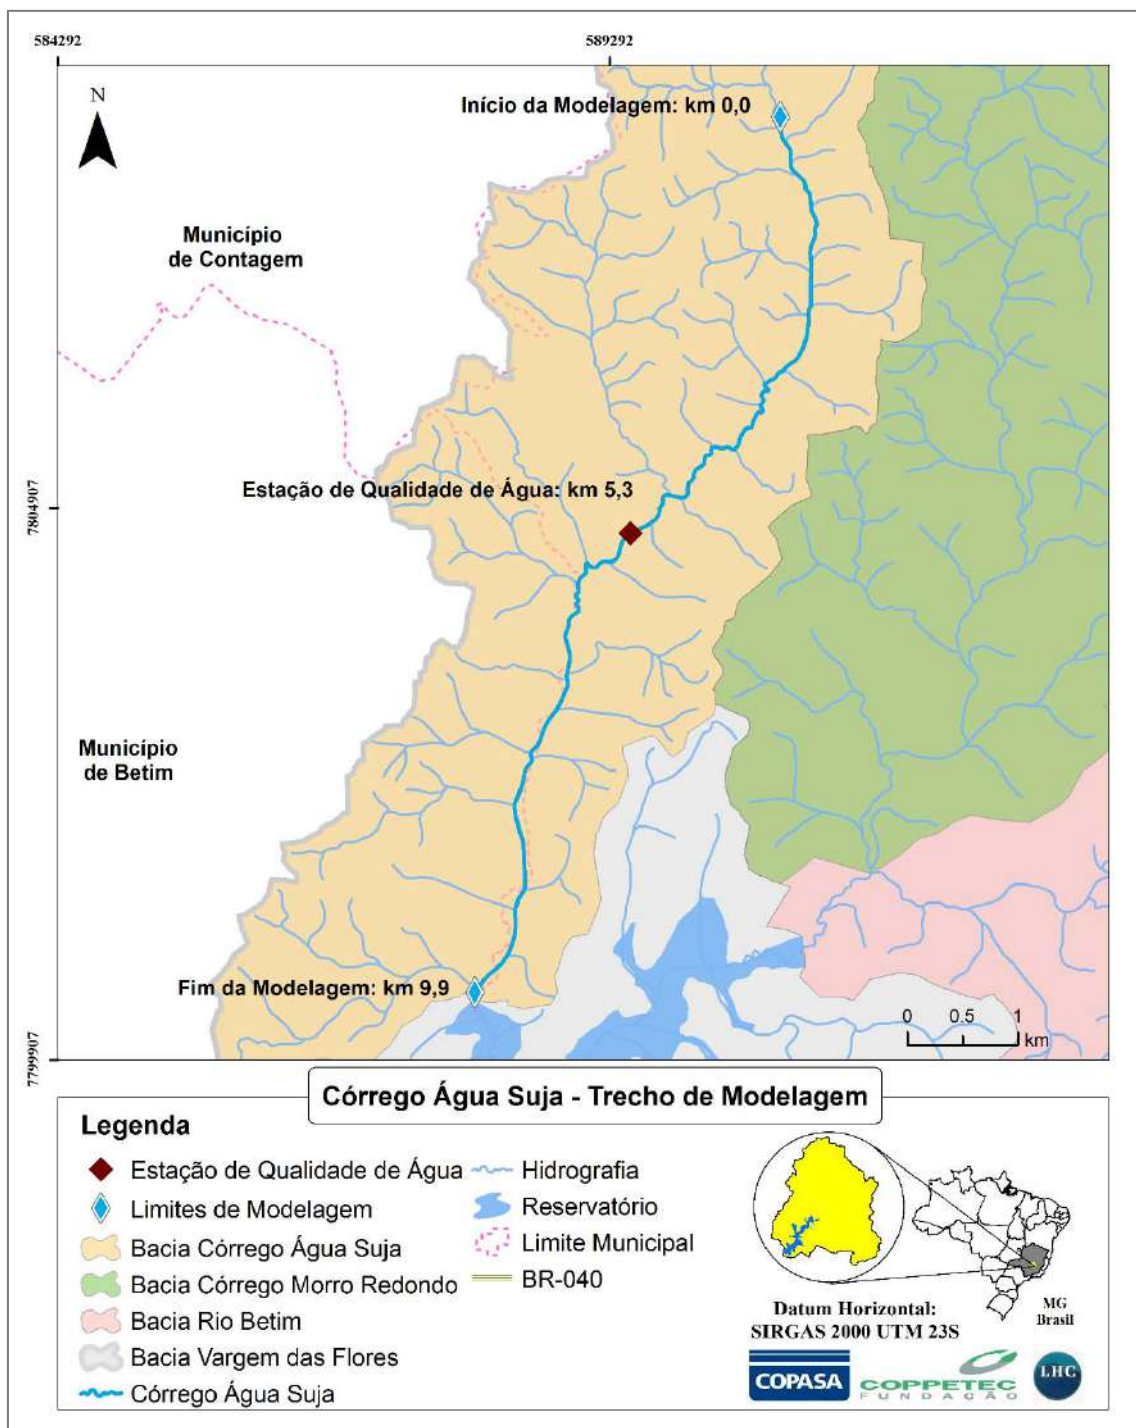 584292
589292
N
Início da Modelagem: km 0,0
Município
de Contagem
Estação de Qualidade de Água: km 5,3
7804907
Município
de Betim
Fim da Modelagem: km 9,9
0 0.5 1
km
7799907
Córrego Água Suja - Trecho de Modelagem
Legenda
Estação de Qualidade de Água
Limites de Modelagem
Bacia Córrego Água Suja
Bacia Córrego Morro Redondo
Bacia Rio Betim
Bacia Vargem das Flores
Córrego Água Suja
Hidrografia
Reservatório
Limite Municipal
BR-040
MG
Brasil
Datum Horizontal:
SIRGAS 2000 UTM 23S
COPASA
COPPETEC
FUNDAÇÃO
LHC